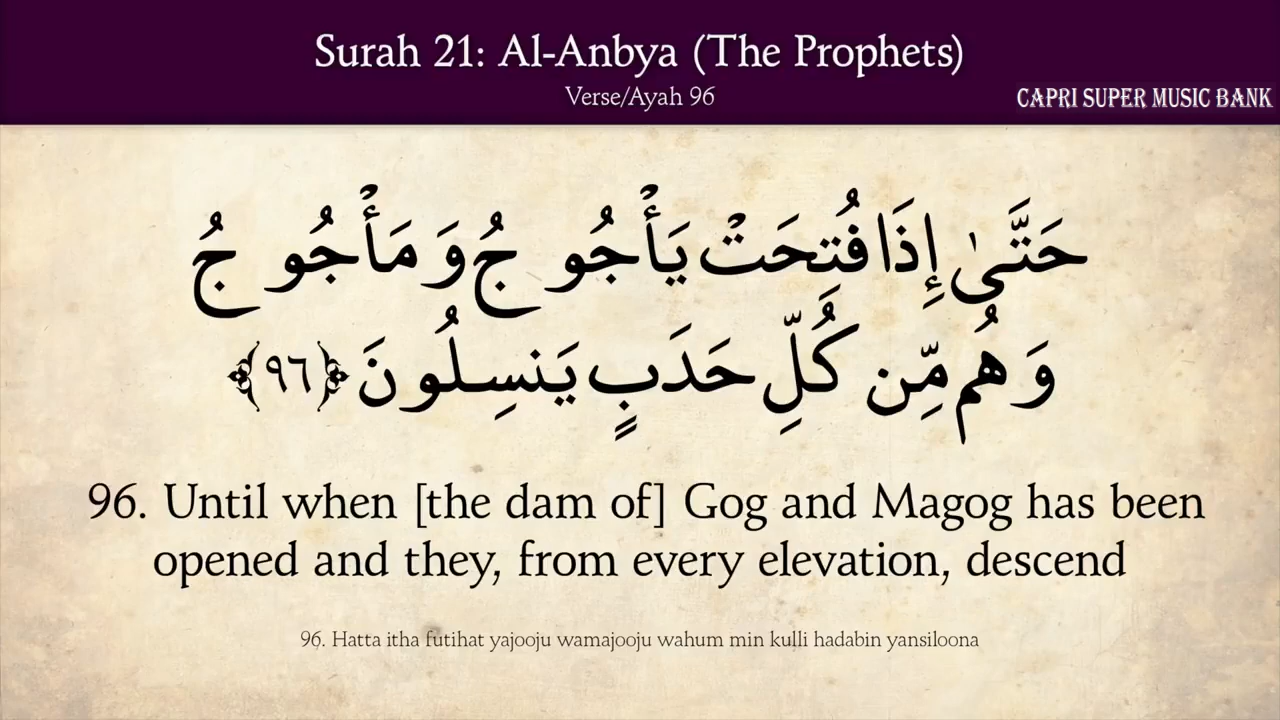 Surah 21: Al-Anbya (The Prophets)
Verse/Ayah 96
CAPRI SUPER MUSIC BANK
حَتَّىٰ إِذَا فُتِحَتْ يَأْجُوجُ وَمَأْجُوجُ
وَهُم مِّن كُلِّ حَدَبٍ يَنسِلُونَ ﴿٩٦﴾
96. Until when [the dam of] Gog and Magog has been
opened and they, from every elevation, descend
96. Hatta itha futihat yajooju wamajooju wahum min kulli hadabin yansiloona